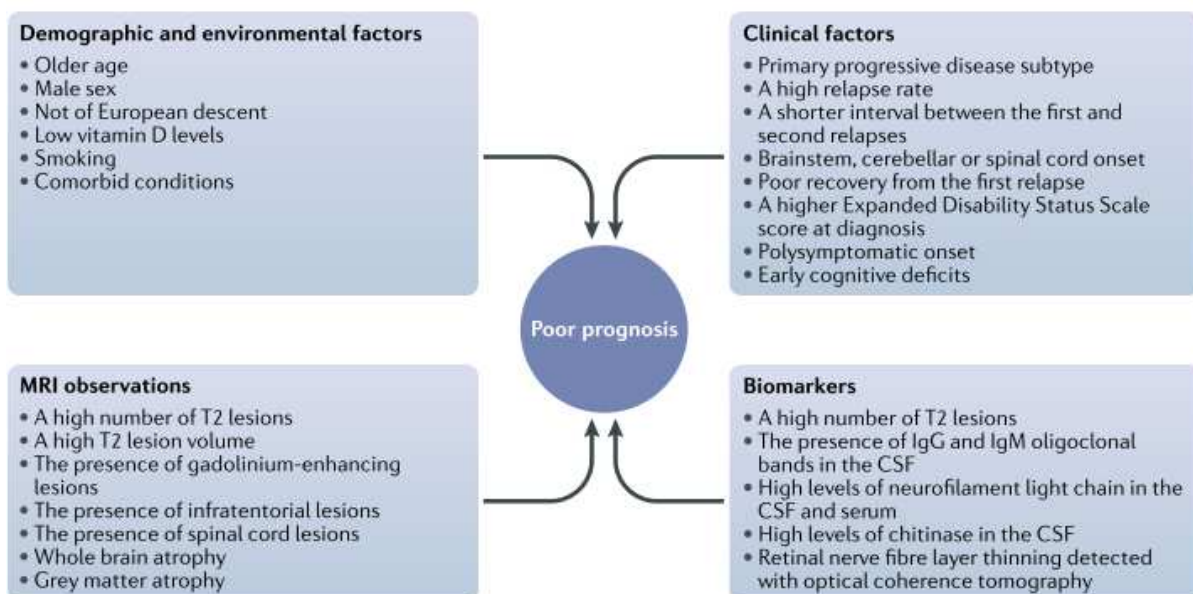 Demographic and environmental factors
• Older age
• Male sex
• Not of European descent
• Low vitamin D levels
• Smoking
• Comorbid conditions
Clinical factors
• Primary progressive disease subtype
• A high relapse rate
• A shorter interval between the first and
second relapses
• Brainstem, cerebellar or spinal cord onset
• Poor recovery from the first relapse
• A higher Expanded Disability Status Scale
score at diagnosis
• Polysymptomatic onset
• Early cognitive deficits
Poor prognosis
MRI observations
• A high number of T2 lesions
• A high T2 lesion volume
• The presence of gadolinium-enhancing
lesions
• The presence of infratentorial lesions
• The presence of spinal cord lesions
• Whole brain atrophy
• Grey matter atrophy
Biomarkers
• A high number of T2 lesions
• The presence of IgG and IgM oligoclonal
bands in the CSF
• High levels of neurofilament light chain in the
CSF and serum
• High levels of chitinase in the CSF
• Retinal nerve fibre layer thinning detected
with optical coherence tomography